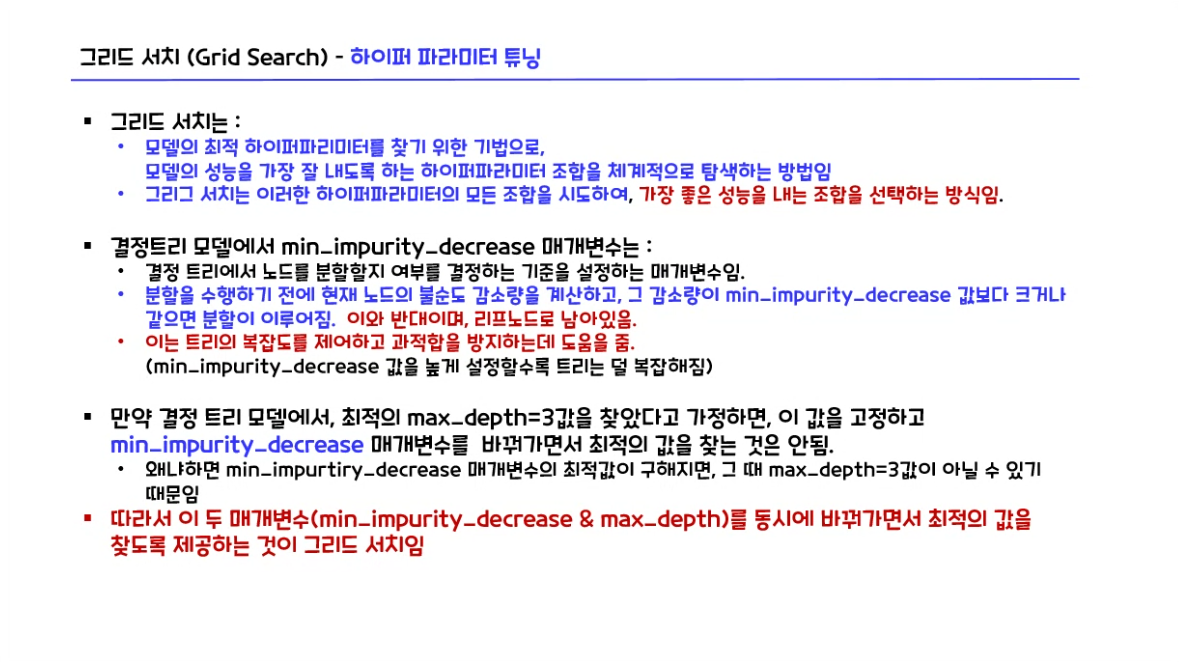 그리드 서치 (Grid Search) - 하이퍼 파라미터 튜닝
▪ 그리드 서치는 :
• 모델의 최적 하이퍼파리미터를 찾기 위한 기법으로,
모델의 성능을 가장 잘 내도록 하는 하이퍼파라미터 조합을 체계적으로 탐색하는 방법임
• 그리그 서치는 이러한 하이퍼파라미터의 모든 조합을 시도하여, 가장 좋은 성능을 내는 조합을 선택하는 방식임.
▪ 결정트리 모델에서 min_impurity_decrease 매개변수는 :
• 결정 트리에서 노드를 분할할지 여부를 결정하는 기준을 설정하는 매개변수임.
• 분할을 수행하기 전에 현재 노드의 불순도 감소량을 계산하고, 그 감소량이 min_impurity_decrease 값보다 크거나
같으면 분할이 이루어짐. 이와 반대이며, 리프노드로 남아있음.
• 이는 트리의 복잡도를 제어하고 과적합을 방지하는데 도움을 줌.
(min_impurity_decrease 값을 높게 설정할수록 트리는 덜 복잡해짐)
▪ 만약 결정 트리 모델에서, 최적의 max_depth=3값을 찾았다고 가정하면, 이 값을 고정하고
min_impurity_decrease 매개변수를 바꿔가면서 최적의 값을 찾는 것은 안됨.
• 왜냐하면 min_impurtiry_decrease 매개변수의 최적값이 구해지면, 그 때 max_depth=3값이 아닐 수 있기
때문임
▪ 따라서 이 두 매개변수(min_impurity_decrease & max_depth)를 동시에 바꿔가면서 최적의 값을
찾도록 제공하는 것이 그리드 서치임